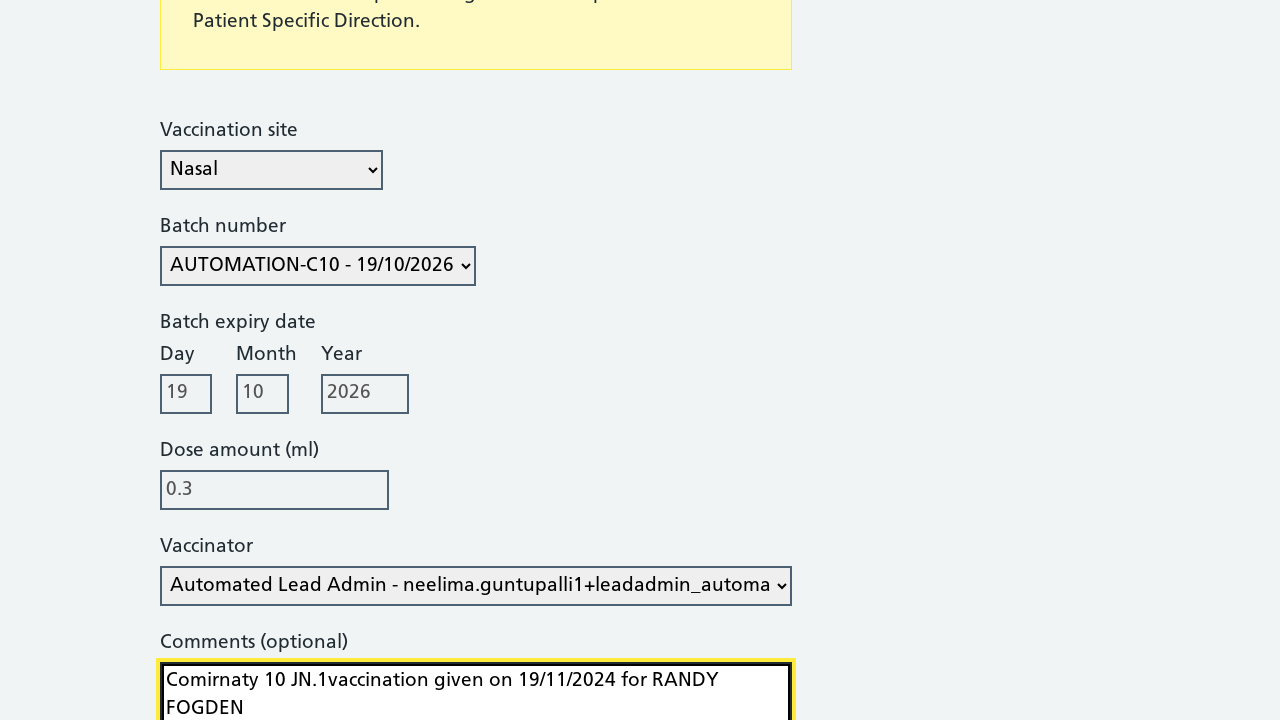 Patient Specific Direction.
Vaccination site
Nasal
Batch number
AUTOMATION-C10 - 19/10/2026
Batch expiry date
Day Month Year
19 10 2026
Dose amount (ml)
0.3
Vaccinator
Automated Lead Admin - neelima.guntupalli1+leadadmin_automa
Comments (optional)
Comirnaty 10 JN.1vaccination given on 19/11/2024 for RANDY
FOGDEN